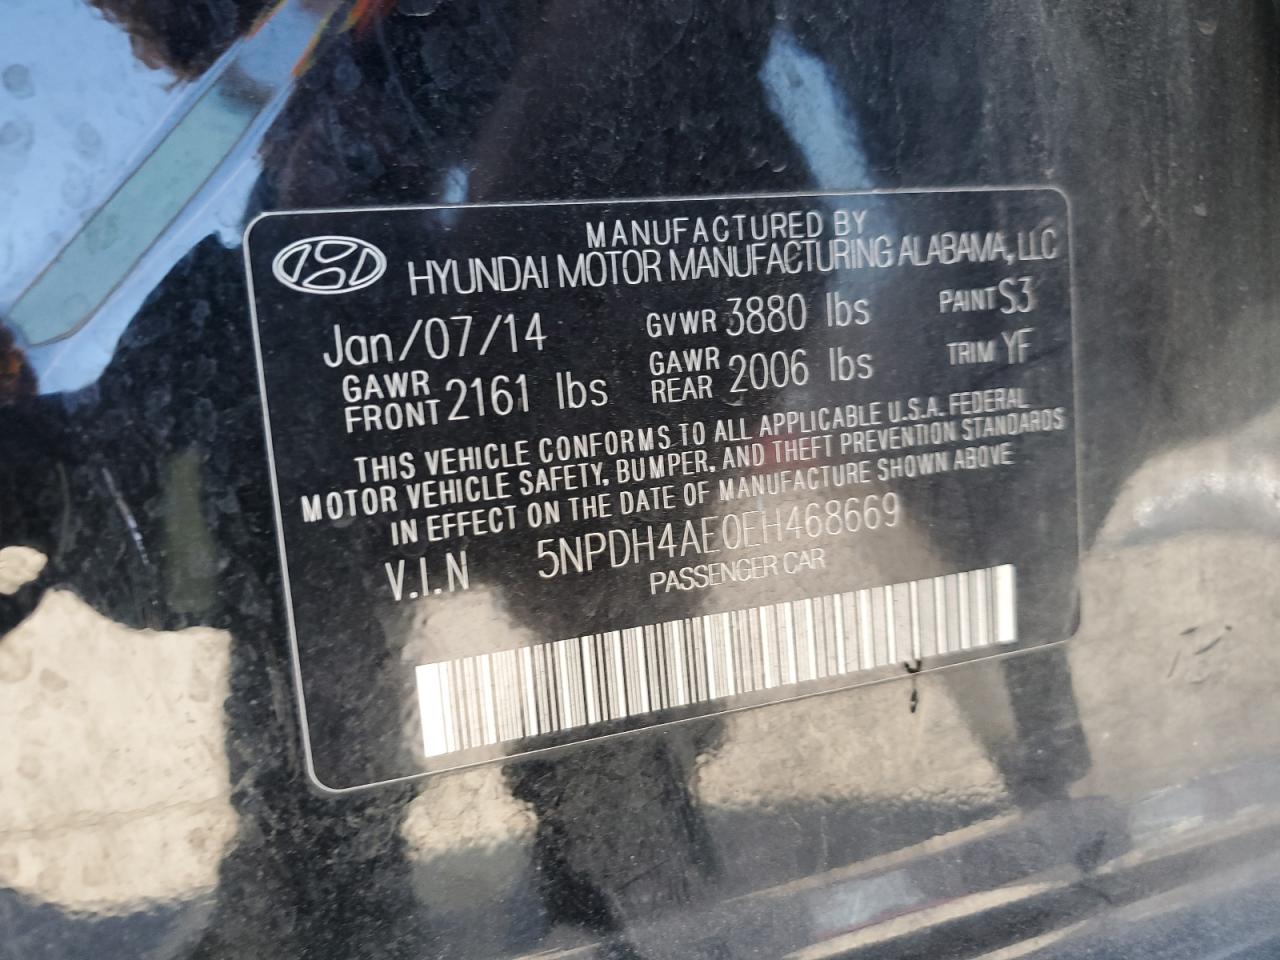 MANUFACTURED BY
HYUNDAI MOTOR MANUFACTURING ALABAMA, LLC
Jan/07/14 GVWR 3880 lbs PAINT S3
GAWR FRONT 2161 lbs GAWR REAR 2006 lbs TRIM YF
THIS VEHICLE CONFORMS TO ALL APPLICABLE U.S.A. FEDERAL
MOTOR VEHICLE SAFETY, BUMPER, AND THEFT PREVENTION STANDARDS
IN EFFECT ON THE DATE OF MANUFACTURE SHOWN ABOVE
V.I.N 5NPDH4AE0EH468669
PASSENGER CAR